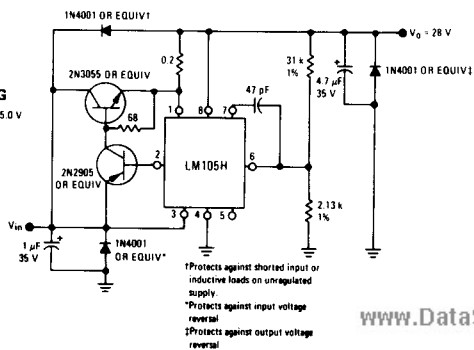 1N4001 OR EQUIV†
Vo = 28 V
0.2
31 k
1%
4.7 µF
35 V
1N4001 OR EQUIV‡
2N3055 OR EQUIV
G
5.0 V
68
47 pF
1
8
7
LM105H
2
6
2N2905
OR EQUIV
3
4
5
2.13 k
1%
Vin
1 µF
35 V
1N4001
OR EQUIV*
†Protects against shorted input or
inductive loads on unregulated
supply.
*Protects against input voltage
reversal
‡Protects against output voltage
reversal
www.DataS